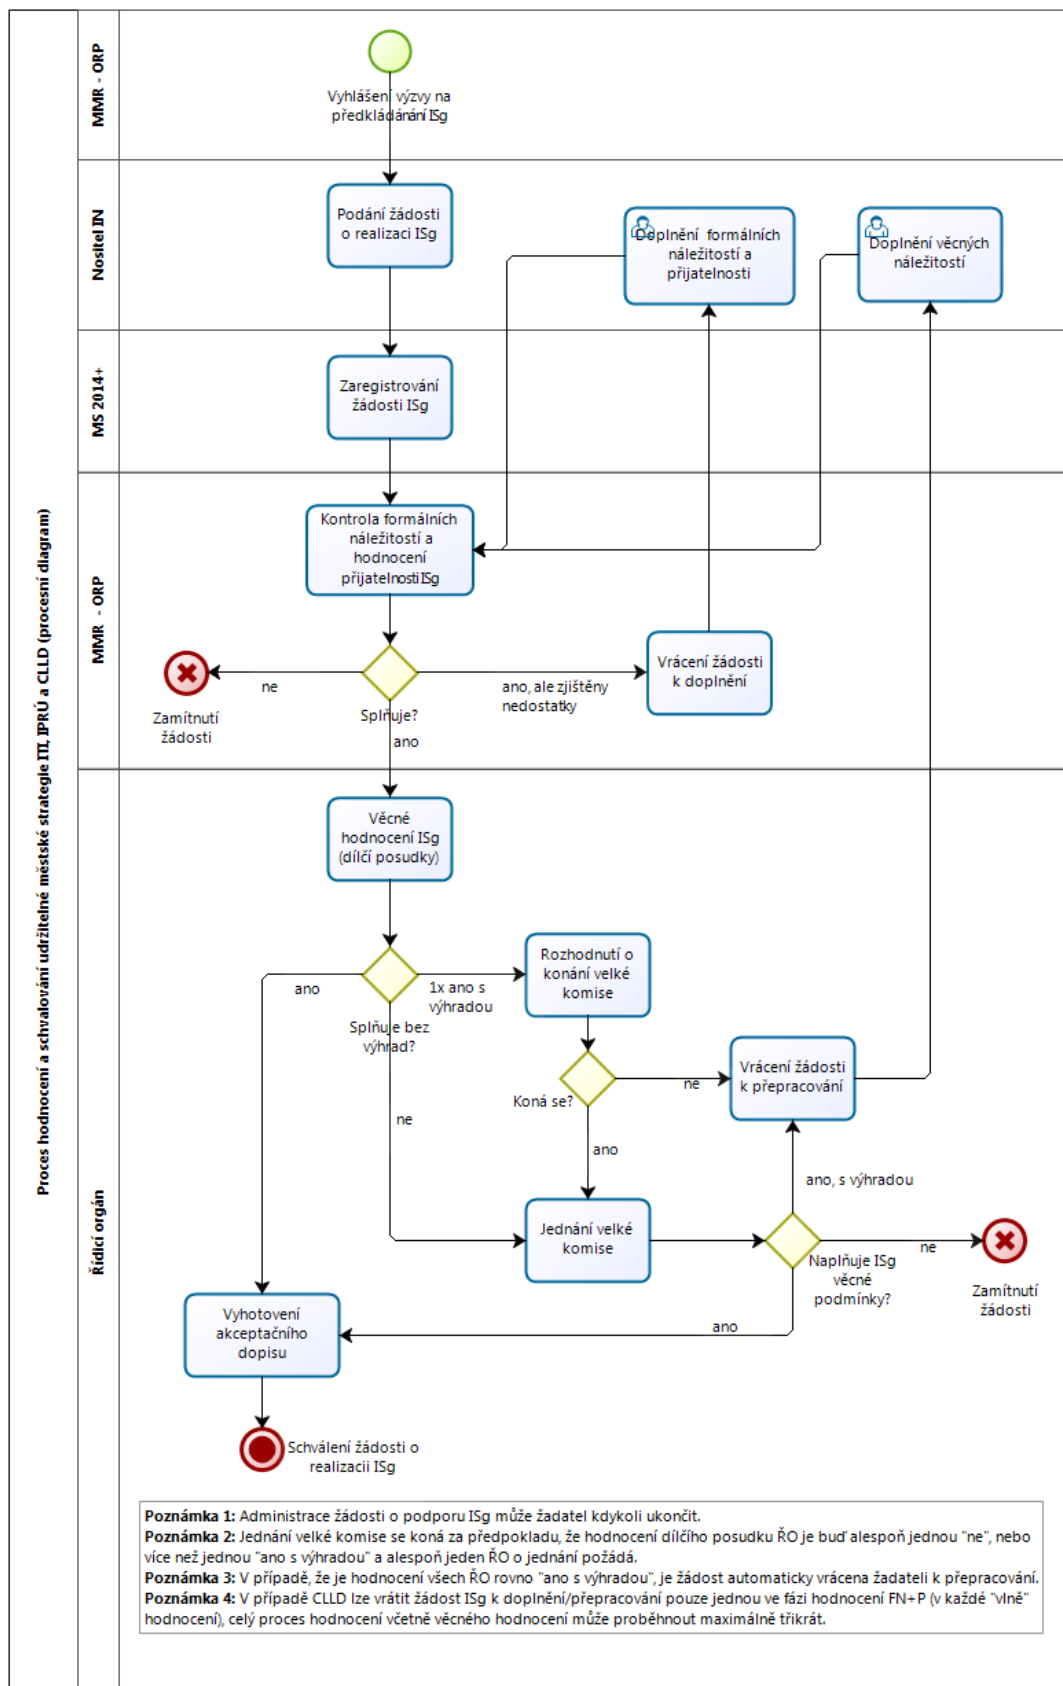 Proces hodnocení a schvalování udržitelné městské strategie ITI, IPRÚ a CLLD (procesní diagram)
MMR - ORP
Vyhlášení výzvy na
předkládánáníISg
Nositel IN
Podání žádosti
o realizaci ISg
Doplnění formálních
náležitostí a
přijatelnosti
Doplnění věcných
náležitostí
MS 2014+
Zaregistrování
žádosti ISg
MMR - ORP
Kontrola formálních
náležitostí a
hodnocení
přijatelnostiISg
ne
Zamítnutí
žádosti
Splňuje?
ano, ale zjištěny
nedostatky
Vrácení žádosti
k doplnění
ano
Řídicí orgán
Věcné
hodnocení ISg
(dílčí posudky)
ano
Splňuje bez
výhrad?
1x ano s
výhradou
Rozhodnutí o
konání velké
komise
Koná se?
ne
Vrácení žádosti
k přepracování
ne
ano
ano, s výhradou
Jednání velké
komise
Naplňuje ISg
věcné
podmínky?
ne
Zamítnutí
žádosti
ano
Vyhotovení
akceptačního
dopisu
Schválení žádosti o
realizacii ISg
Poznámka 1: Administrace žádosti o podporu ISg může žadatel kdykoli ukončit.
Poznámka 2: Jednání velké komise se koná za předpokladu, že hodnocení dílčího posudku ŘO je buď alespoň jednou "ne", nebo
více než jednou "ano s výhradou" a alespoň jeden ŘO o jednání požádá.
Poznámka 3: V případě, že je hodnocení všech ŘO rovno "ano s výhradou", je žádost automaticky vrácena žadateli k přepracování.
Poznámka 4: V případě CLLD lze vrátit žádost ISg k doplnění/přepracování pouze jednou ve fázi hodnocení FN+P (v každé "vlně"
hodnocení), celý proces hodnocení včetně věcného hodnocení může proběhnout maximálně třikrát.